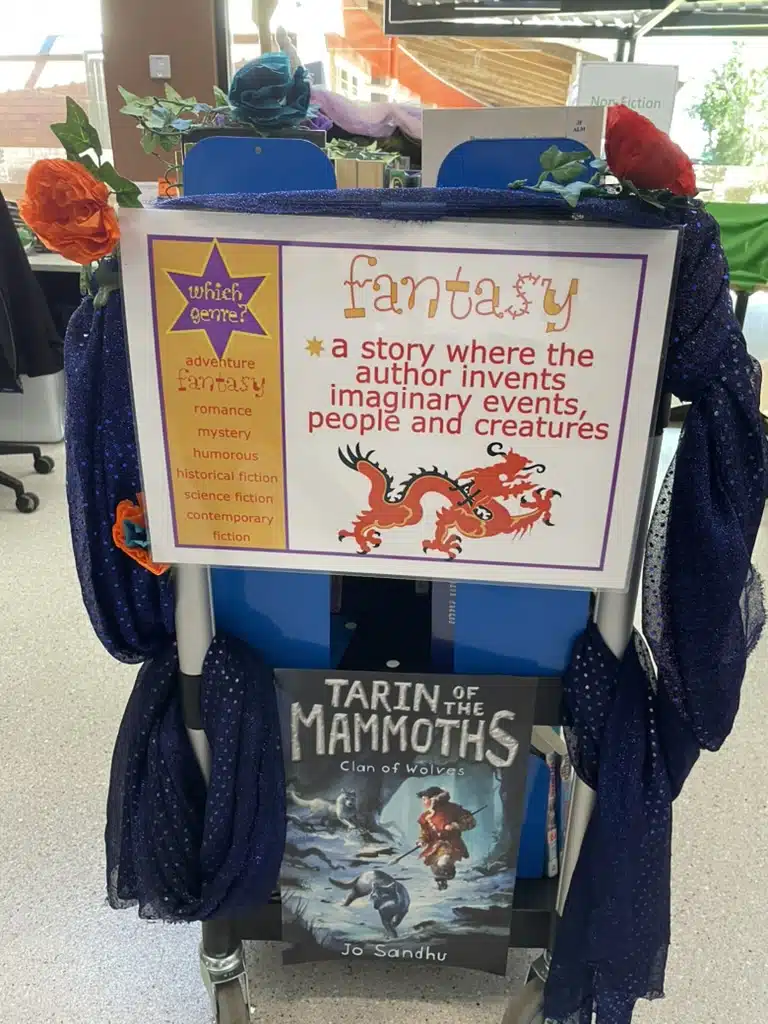 Non Fiction
which
genre?
adventure
fantasy
romance
mystery
humorous
historical fiction
science fiction
contemporary
fiction
fantasy
a story where the
author invents
imaginary events,
people and creatures
TARIN OF
THE
MAMMOTHS
Clan of Wolves
Jo Sandhu